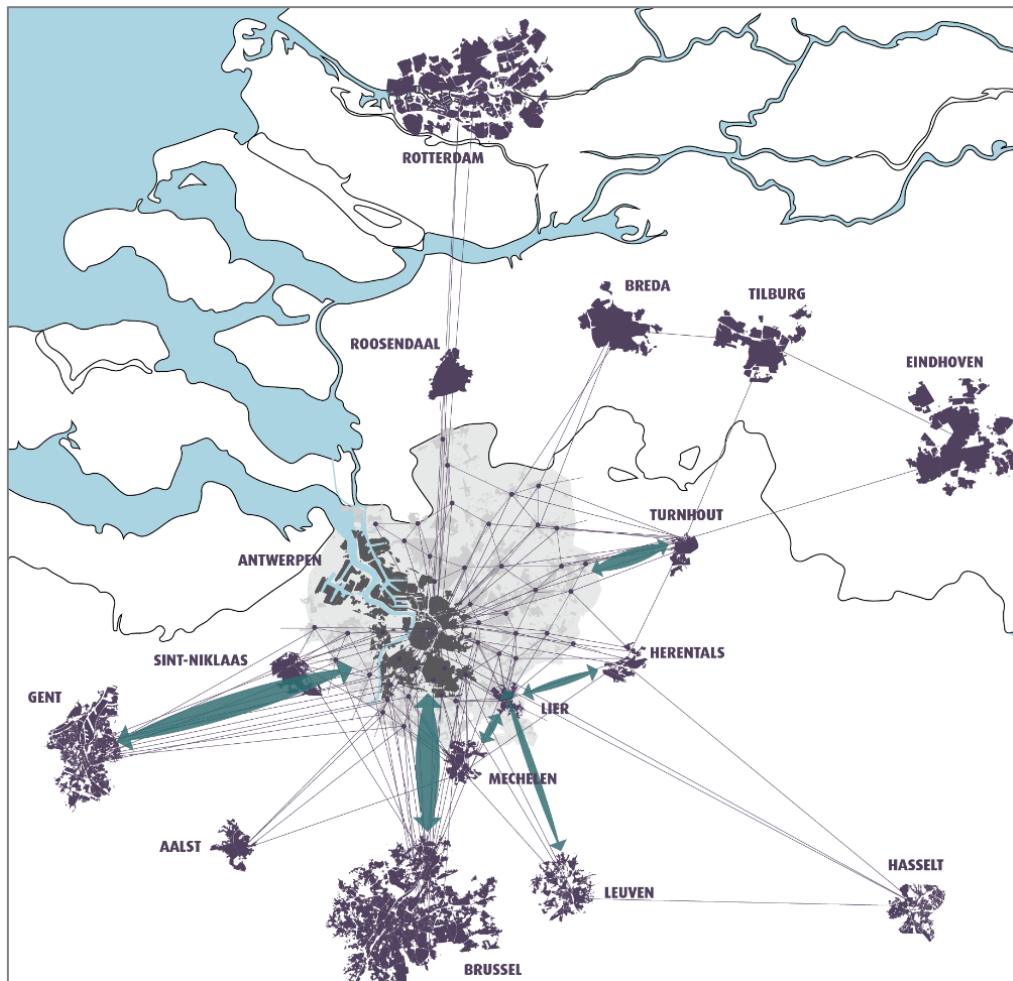 ROTTERDAM
BREDA
TILBURG
ROOSENDAAL
EINDHOVEN
TURNHOUT
ANTWERPEN
SINT-NIKLAAS
HERENTALS
GENT
LIER
MECHELEN
AALST
HASSELT
LEUVEN
BRUSSEL